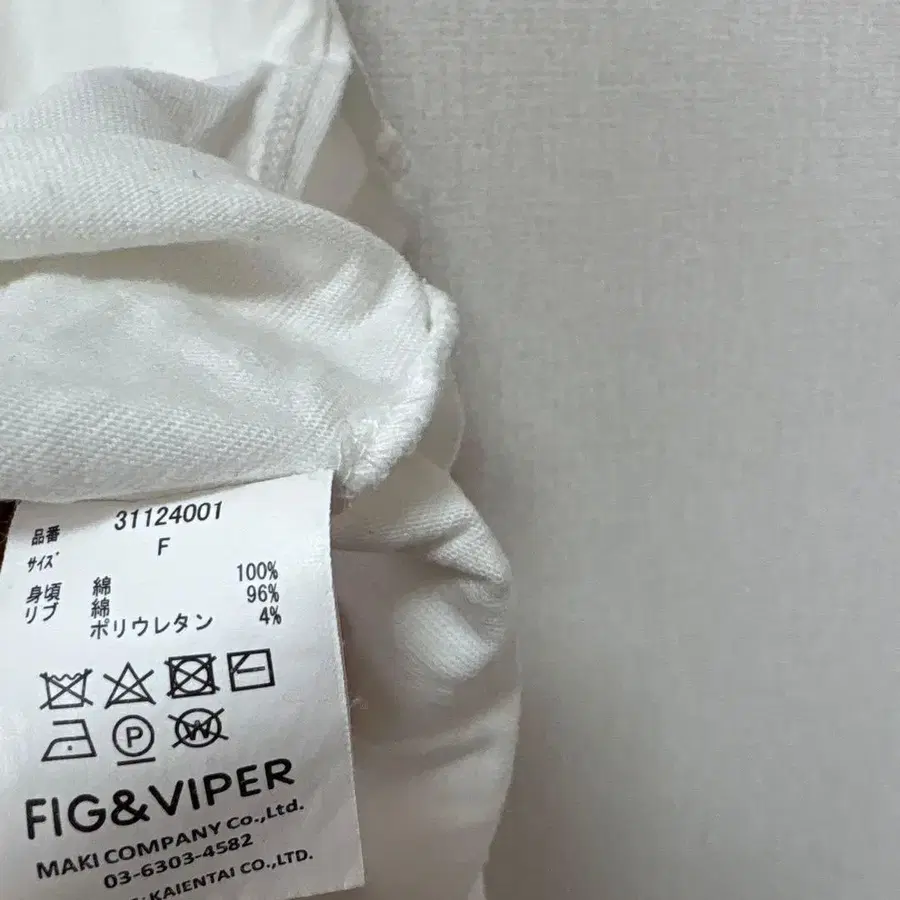 品番 31124001
サイズ F
身頃 綿 100%
リブ 綿 96%
ポリウレタン 4%
P W
FIG&VIPER
MAKI COMPANY Co.,Ltd.
03-6303-4582
: KAIENTAI CO.,LTD.